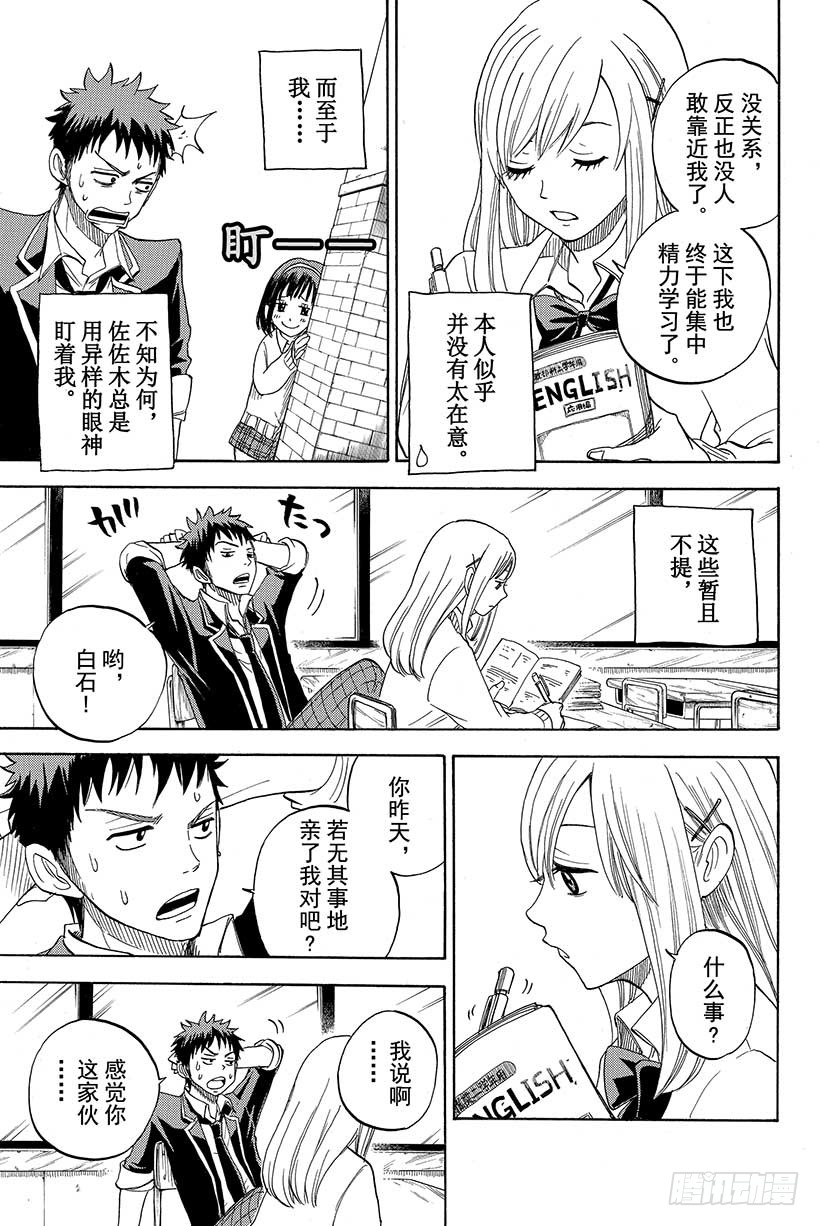 没关系，
反正也没人
敢靠近我了。
这下我也
终于能集中
精力学习了。
ENGLISH
本人似乎
并没有太在意。
而至于
我……
盯——
不知为何，
佐佐木总是
用异样的眼神
盯着我。
这些暂且
不提，
たっ
ガ
哟，
白石！
什么事？
ENGLISH
你昨天，
若无其事地
亲了我对吧？
我说啊
……
感觉你
这家伙
……
腾讯动漫